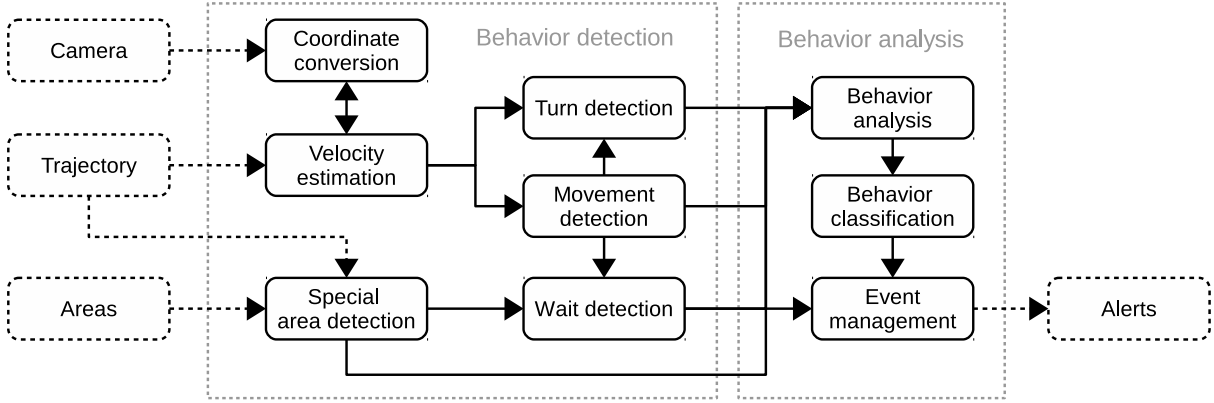 Camera
Coordinate
conversion
Behavior detection
Behavior analysis
Turn detection
Behavior
analysis
Trajectory
Velocity
estimation
Movement
detection
Behavior
classification
Areas
Special
area detection
Wait detection
Event
management
Alerts